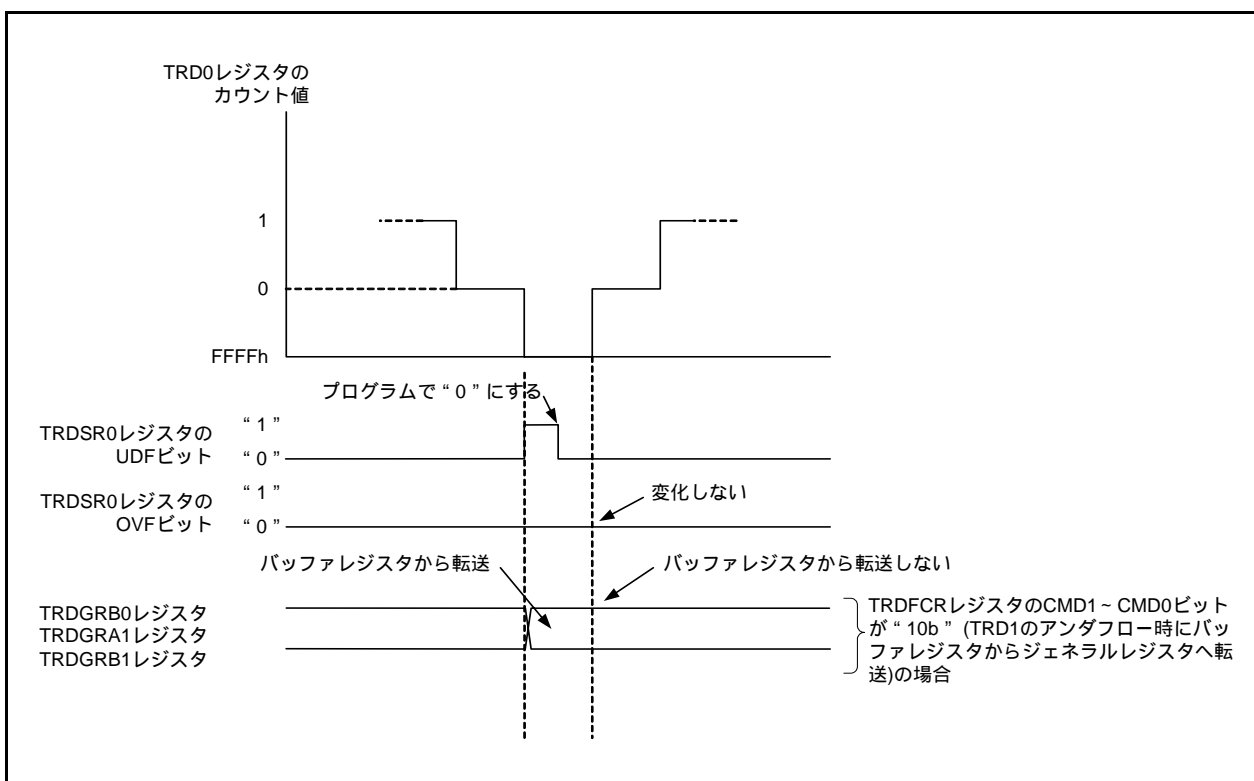 TRD0レジスタの
カウント値
1
0
FFFFh
プログラムで“0”にする
TRDSR0レジスタの
UDFビット
“1”
“0”
TRDSR0レジスタの
OVFビット
“1”
“0”
変化しない
バッファレジスタから転送
バッファレジスタから転送しない
TRDGRB0レジスタ
TRDGRA1レジスタ
TRDGRB1レジスタ
TRDFCRレジスタのCMD1~CMD0ビット
が“10b”(TRD1のアンダフロー時にバッ
ファレジスタからジェネラルレジスタへ転
送)の場合